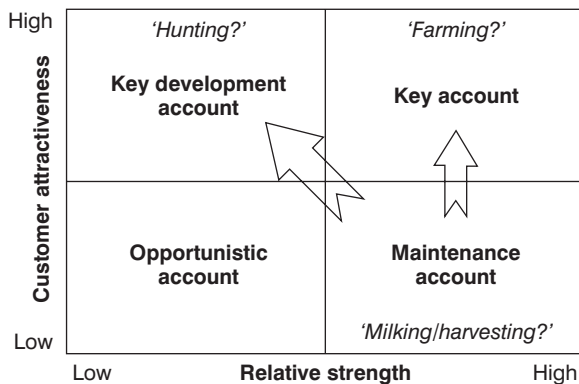 High
‘Hunting?’
‘Farming?’
Key development
account
Key account
Customer attractiveness
Opportunistic
account
Maintenance
account
‘Milking/harvesting?’
Low
Low
Relative strength
High